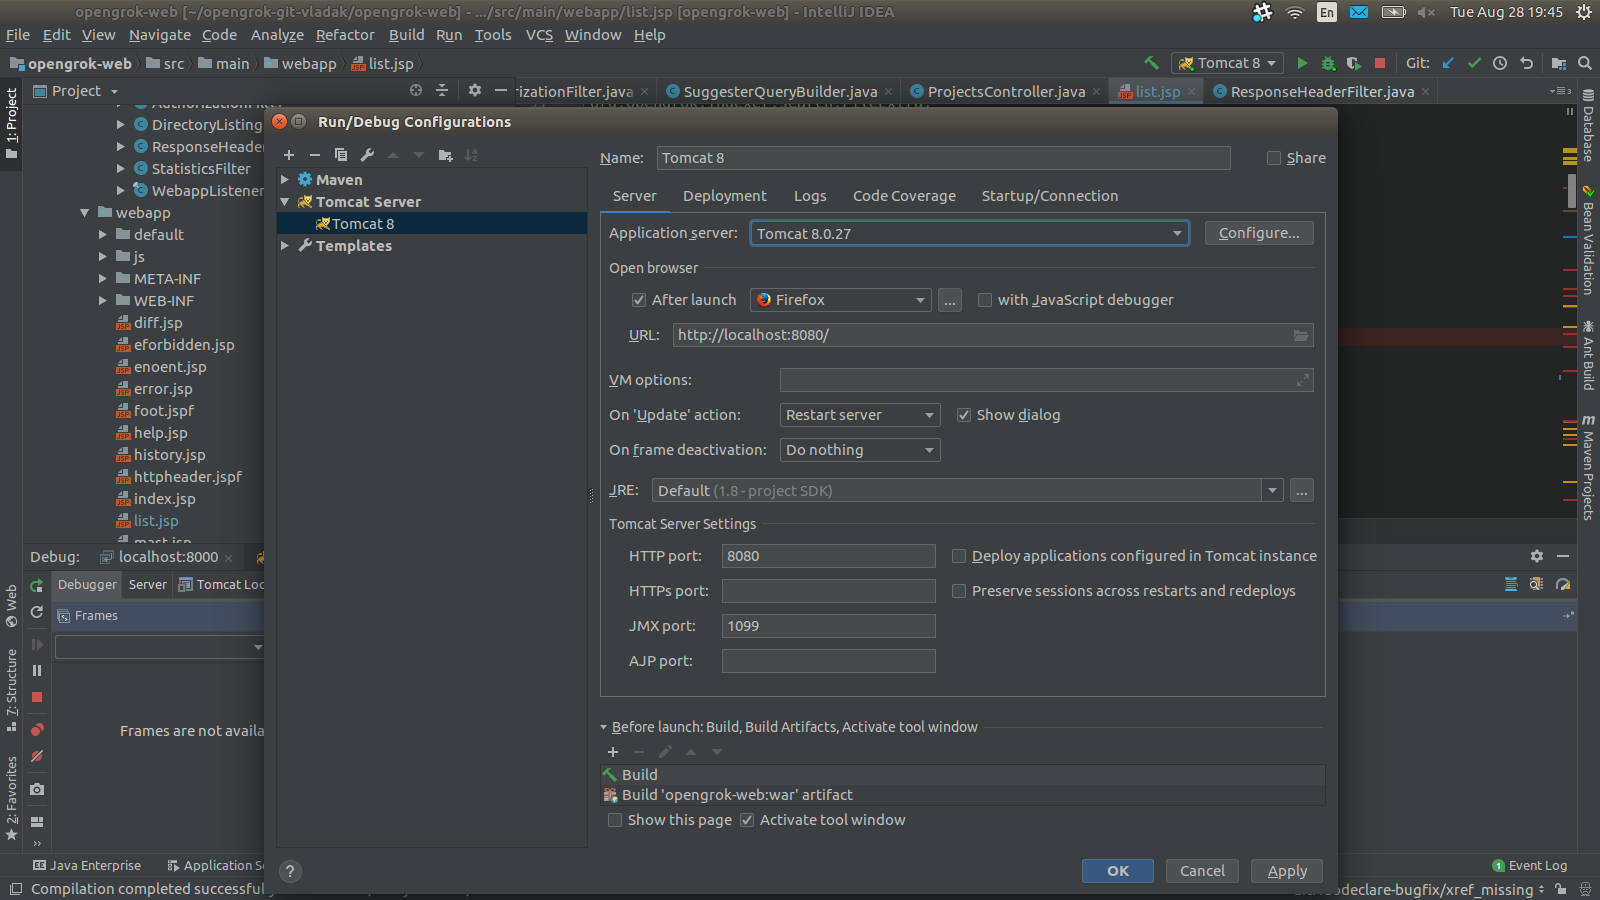 opengrok-web [~/opengrok-git-vladak/opengrok-web] - .../src/main/webapp/list.jsp [opengrok-web] - IntelliJ IDEA
En
Tue Aug 28 19:45
File Edit View Navigate Code Analyze Refactor Build Run Tools VCS Window Help
opengrok-web src main webapp list.jsp
Tomcat 8
Git:
Project
rizationFilter.java SuggesterQueryBuilder.java ProjectsController.java list.jsp ResponseHeaderFilter.java
1: Project
DirectoryListing
ResponseHeade
StatisticsFilter
WebappListener
webapp
default
js
META-INF
WEB-INF
diff.jsp
eforbidden.jsp
enoent.jsp
error.jsp
foot.jspf
help.jsp
history.jsp
httpheader.jspf
index.jsp
list.jsp
Run/Debug Configurations
Maven
Tomcat Server
Tomcat 8
Templates
Name: Tomcat 8
Share
Server Deployment Logs Code Coverage Startup/Connection
Application server: Tomcat 8.0.27 Configure...
Open browser
After launch Firefox ... with JavaScript debugger
URL: http://localhost:8080/
VM options:
On 'Update' action: Restart server Show dialog
On frame deactivation: Do nothing
JRE: Default (1.8 - project SDK) ...
Tomcat Server Settings
HTTP port: 8080 Deploy applications configured in Tomcat instance
HTTPs port: Preserve sessions across restarts and redeploys
JMX port: 1099
AJP port:
Before launch: Build, Build Artifacts, Activate tool window
Build
Build 'opengrok-web:war' artifact
Show this page Activate tool window
? OK Cancel Apply
Database
Bean Validation
Ant Build
Maven Projects
Debug: localhost:8000
Debugger Server Tomcat Loc
Frames
Frames are not availa
Web
7: Structure
2: Favorites
Java Enterprise Application Se
1 Event Log
Compilation completed successful
declare-bugfix/xref_missing